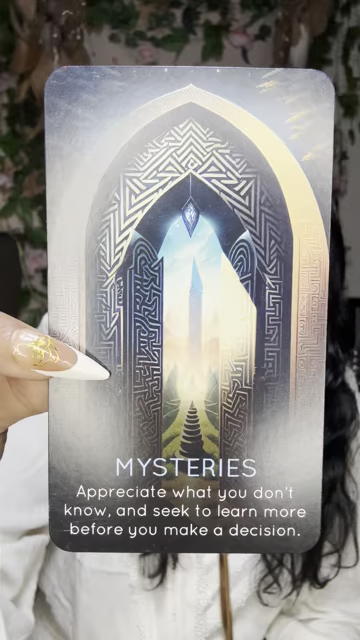 MYSTERIES
Appreciate what you don't
know, and seek to learn more
before you make a decision.